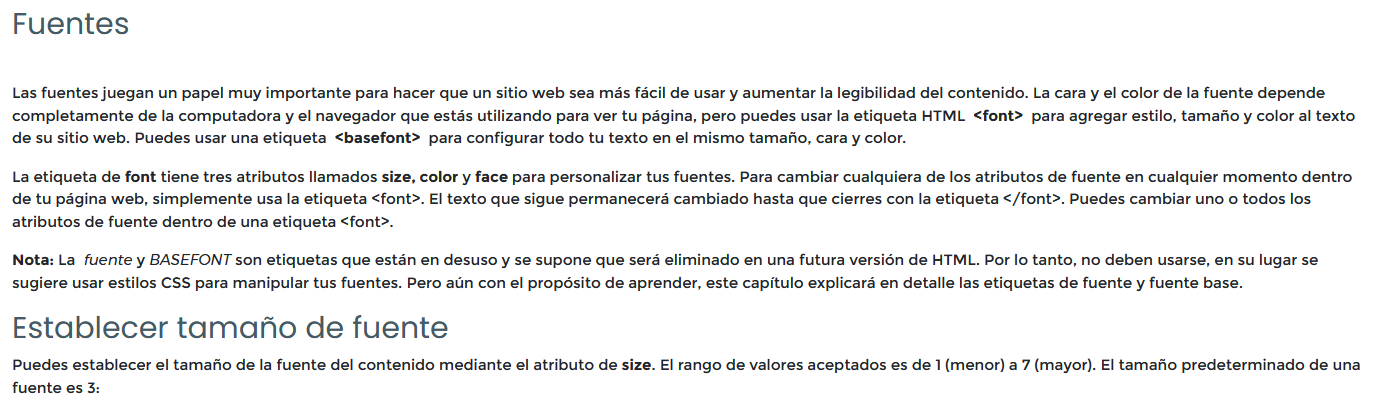 Fuentes
Las fuentes juegan un papel muy importante para hacer que un sitio web sea más fácil de usar y aumentar la legibilidad del contenido. La cara y el color de la fuente depende
completamente de la computadora y el navegador que estás utilizando para ver tu página, pero puedes usar la etiqueta HTML <font> para agregar estilo, tamaño y color al texto
de su sitio web. Puedes usar una etiqueta <basefont> para configurar todo tu texto en el mismo tamaño, cara y color.
La etiqueta de font tiene tres atributos llamados size, color y face para personalizar tus fuentes. Para cambiar cualquiera de los atributos de fuente en cualquier momento dentro
de tu página web, simplemente usa la etiqueta <font>. El texto que sigue permanecerá cambiado hasta que cierres con la etiqueta </font>. Puedes cambiar uno o todos los
atributos de fuente dentro de una etiqueta <font>.
Nota: La fuente y BASEFONT son etiquetas que están en desuso y se supone que será eliminado en una futura versión de HTML. Por lo tanto, no deben usarse, en su lugar se
sugiere usar estilos CSS para manipular tus fuentes. Pero aún con el propósito de aprender, este capítulo explicará en detalle las etiquetas de fuente y fuente base.
Establecer tamaño de fuente
Puedes establecer el tamaño de la fuente del contenido mediante el atributo de size. El rango de valores aceptados es de 1 (menor) a 7 (mayor). El tamaño predeterminado de una
fuente es 3: